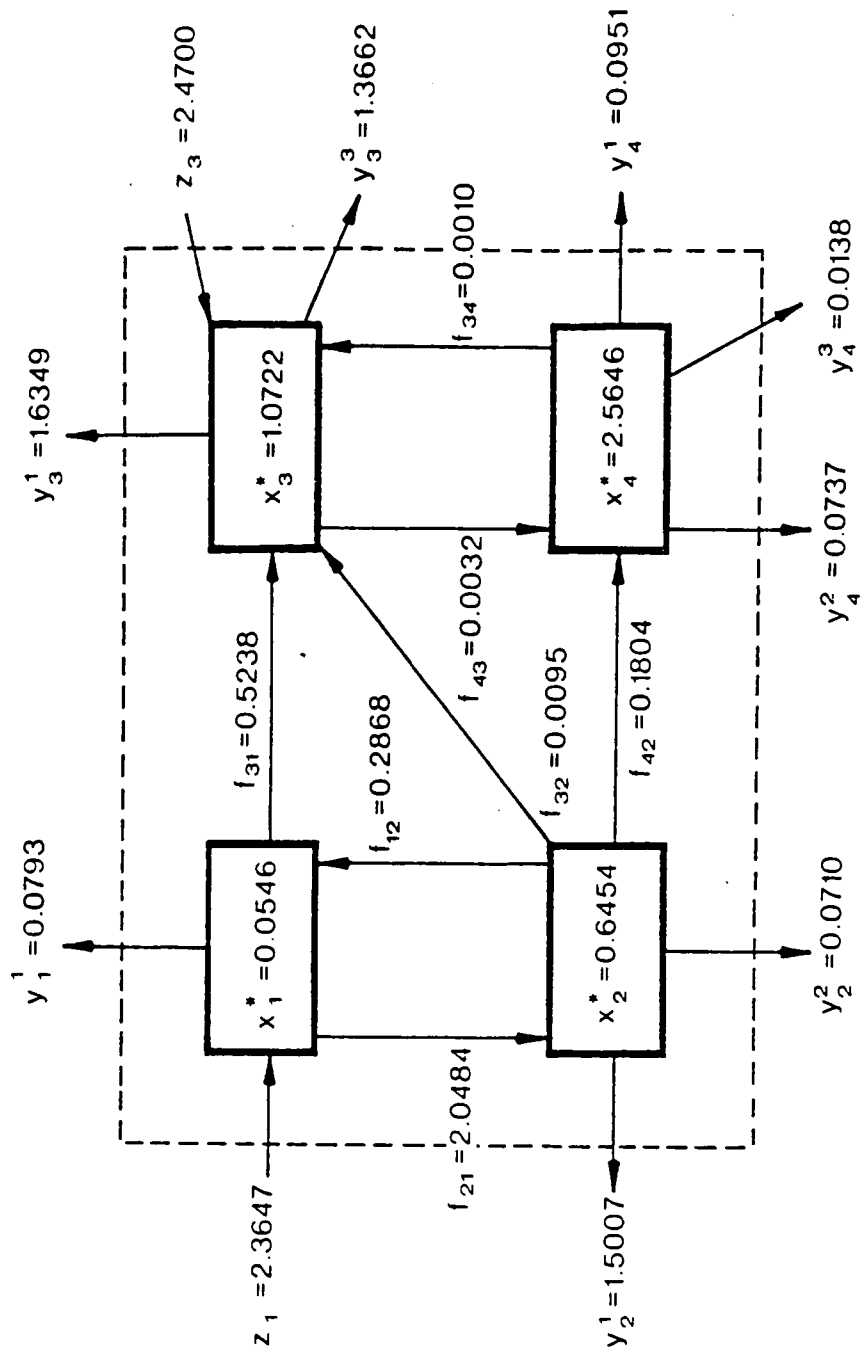 y₁¹ = 0.0793
y₃¹ = 1.6349
z₁ = 2.3647
x₁* = 0.0546
f₃₁ = 0.5238
x₃* = 1.0722
z₃ = 2.4700
y₃³ = 1.3662
f₂₁ = 2.0484
f₁₂ = 0.2868
f₄₃ = 0.0032
f₃₄ = 0.0010
f₃₂ = 0.0095
y₂¹ = 1.5007
x₂* = 0.6454
f₄₂ = 0.1804
x₄* = 2.5646
y₄¹ = 0.0951
y₂² = 0.0710
y₄² = 0.0737
y₄³ = 0.0138